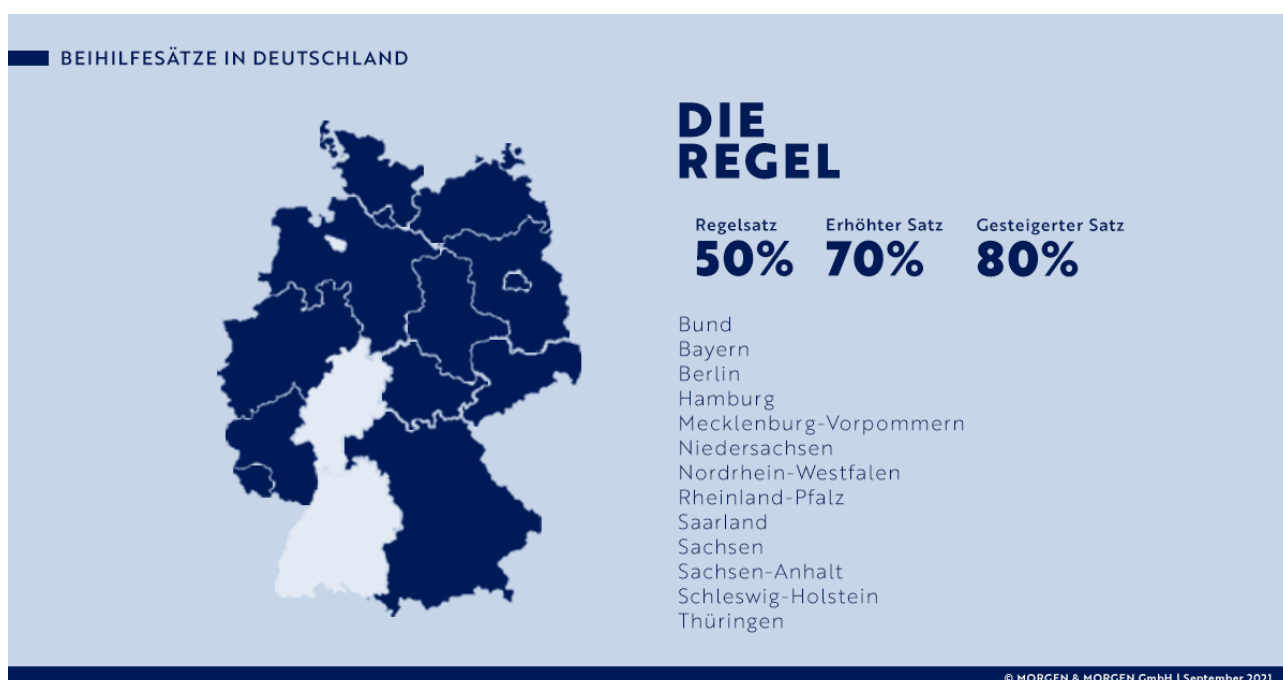 BEIHILFESÄTZE IN DEUTSCHLAND
DIE
REGEL
Regelsatz Erhöhter Satz Gesteigerter Satz
50% 70% 80%
Bund
Bayern
Berlin
Hamburg
Mecklenburg-Vorpommern
Niedersachsen
Nordrhein-Westfalen
Rheinland-Pfalz
Saarland
Sachsen
Sachsen-Anhalt
Schleswig-Holstein
Thüringen
© MORGEN & MORGEN GmbH | September 2021